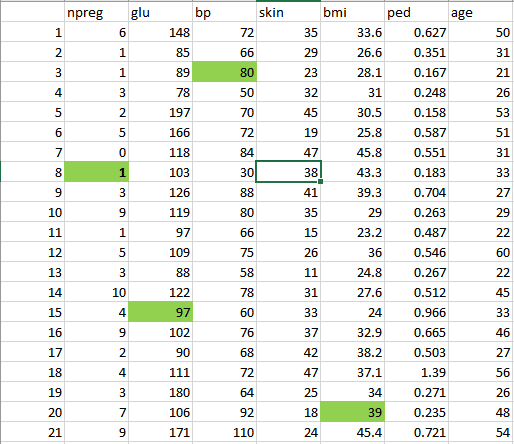 npreg glu bp skin bmi ped age
1 6 148 72 35 33.6 0.627 50
2 1 85 66 29 26.6 0.351 31
3 1 89 80 23 28.1 0.167 21
4 3 78 50 32 31 0.248 26
5 2 197 70 45 30.5 0.158 53
6 5 166 72 19 25.8 0.587 51
7 0 118 84 47 45.8 0.551 31
8 1 103 30 38 43.3 0.183 33
9 3 126 88 41 39.3 0.704 27
10 9 119 80 35 29 0.263 29
11 1 97 66 15 23.2 0.487 22
12 5 109 75 26 36 0.546 60
13 3 88 58 11 24.8 0.267 22
14 10 122 78 31 27.6 0.512 45
15 4 97 60 33 24 0.966 33
16 9 102 76 37 32.9 0.665 46
17 2 90 68 42 38.2 0.503 27
18 4 111 72 47 37.1 1.39 56
19 3 180 64 25 34 0.271 26
20 7 106 92 18 39 0.235 48
21 9 171 110 24 45.4 0.721 54